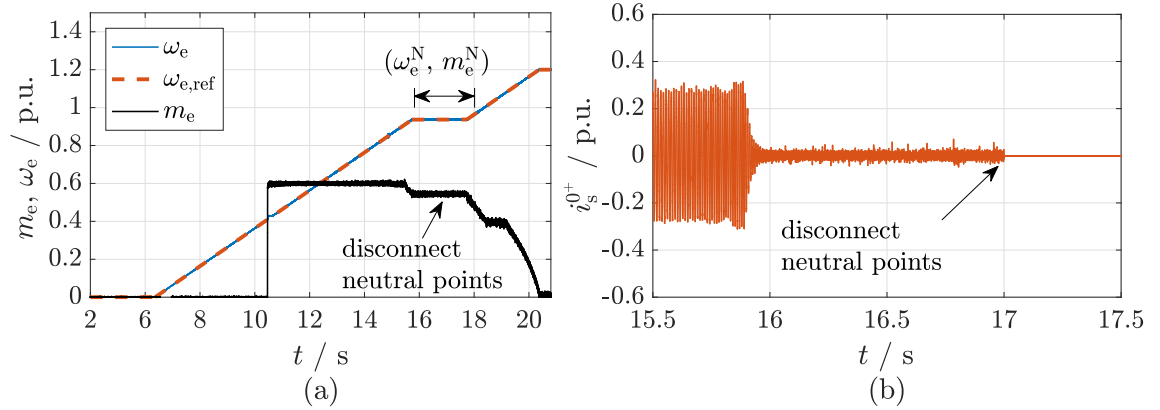 1.4
1.2
1
0.8
0.6
0.4
0.2
0
m_e, ω_e / p.u.
ω_e
ω_e,ref
m_e
(ω_e^N, m_e^N)
disconnect
neutral points
2 4 6 8 10 12 14 16 18 20
t / s
(a)
0.6
0.4
0.2
0
-0.2
-0.4
-0.6
i_s^0+ / p.u.
disconnect
neutral points
15.5 16 16.5 17 17.5
t / s
(b)